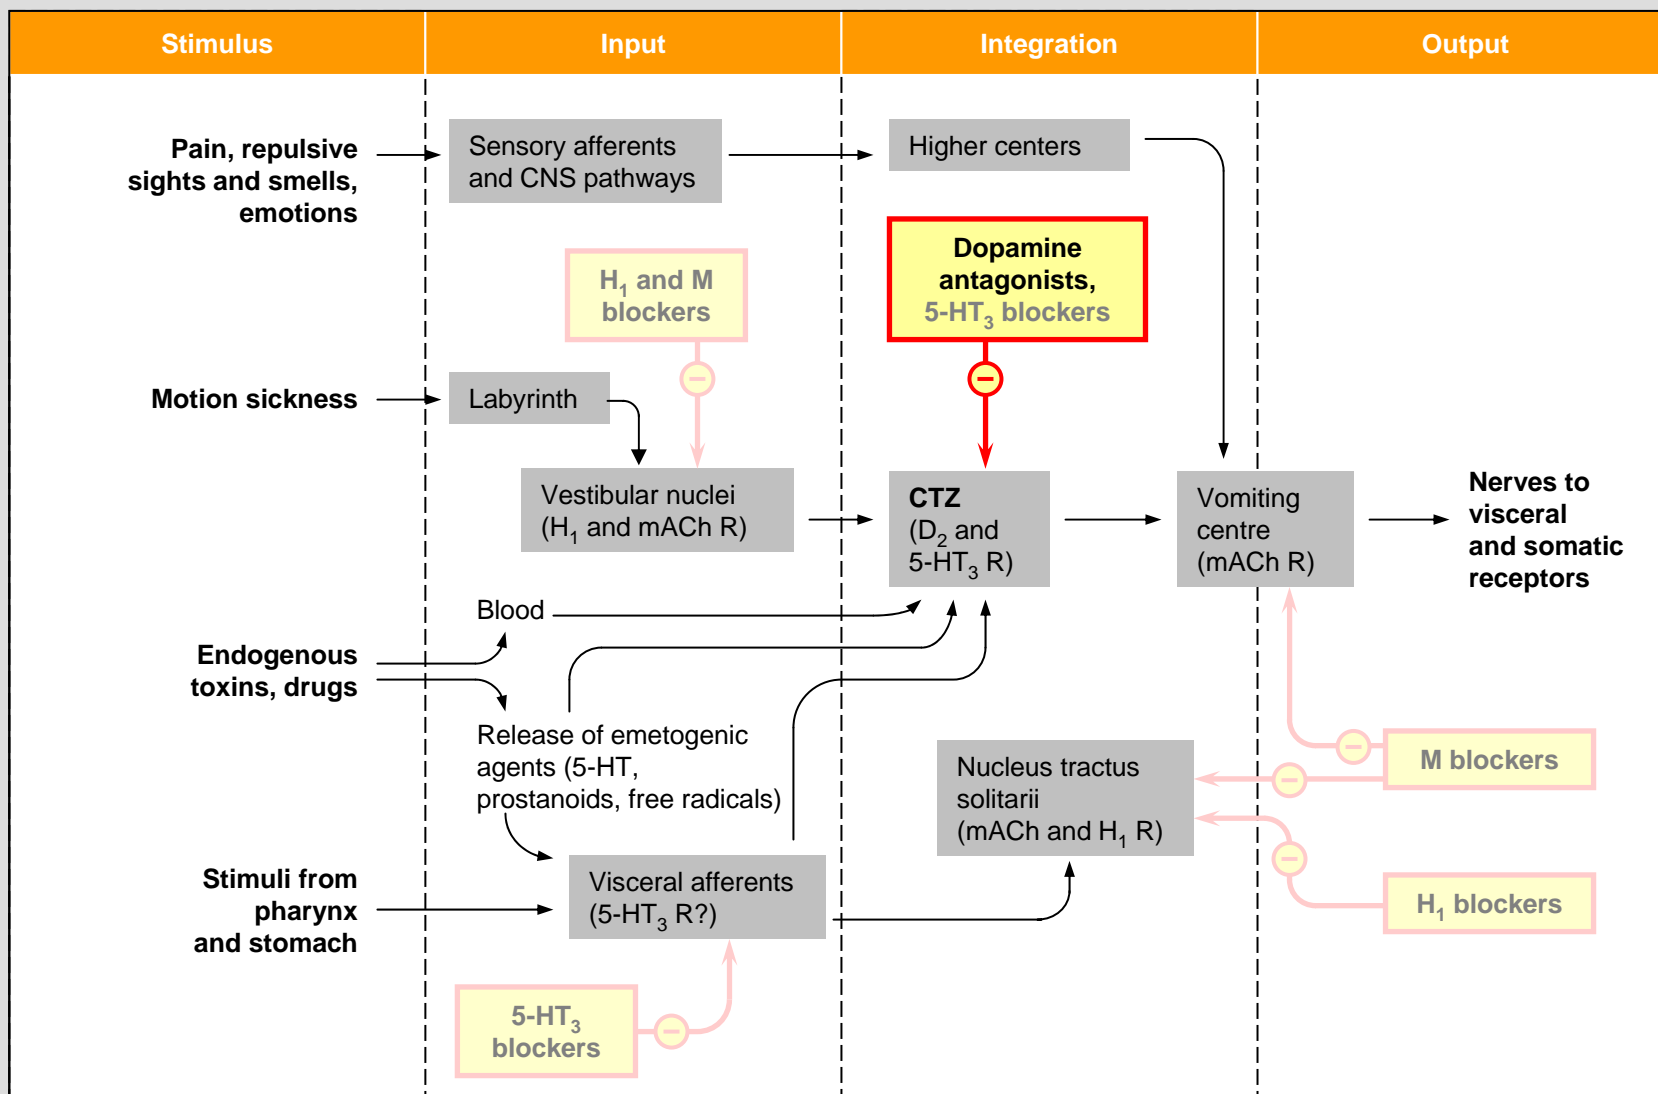 Stimulus
Input
Integration
Output
Pain, repulsive
sights and smells,
emotions
Sensory afferents
and CNS pathways
Higher centers
H₁ and M
blockers
Dopamine
antagonists,
5-HT₃ blockers
Motion sickness
Labyrinth
Vestibular nuclei
(H₁ and mACh R)
CTZ
(D₂ and
5-HT₃ R)
Vomiting
centre
(mACh R)
Nerves to
visceral
and somatic
receptors
Blood
Endogenous
toxins, drugs
Release of emetogenic
agents (5-HT,
prostanoids, free radicals)
Nucleus tractus
solitarii
(mACh and H₁ R)
M blockers
Stimuli from
pharynx
and stomach
Visceral afferents
(5-HT₃ R?)
H₁ blockers
5-HT₃
blockers